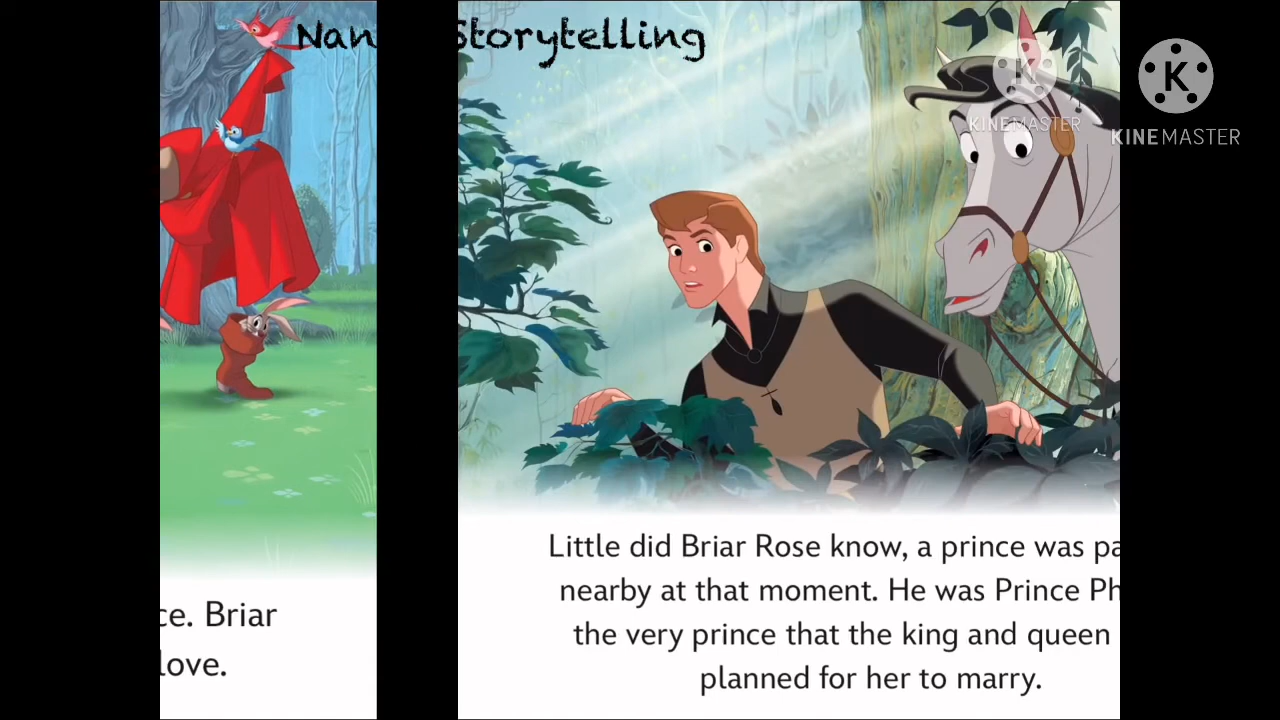 Nan
Storytelling
KINEMASTER
KINEMASTER
ce. Briar
love.
Little did Briar Rose know, a prince was pa
nearby at that moment. He was Prince Ph
the very prince that the king and queen
planned for her to marry.